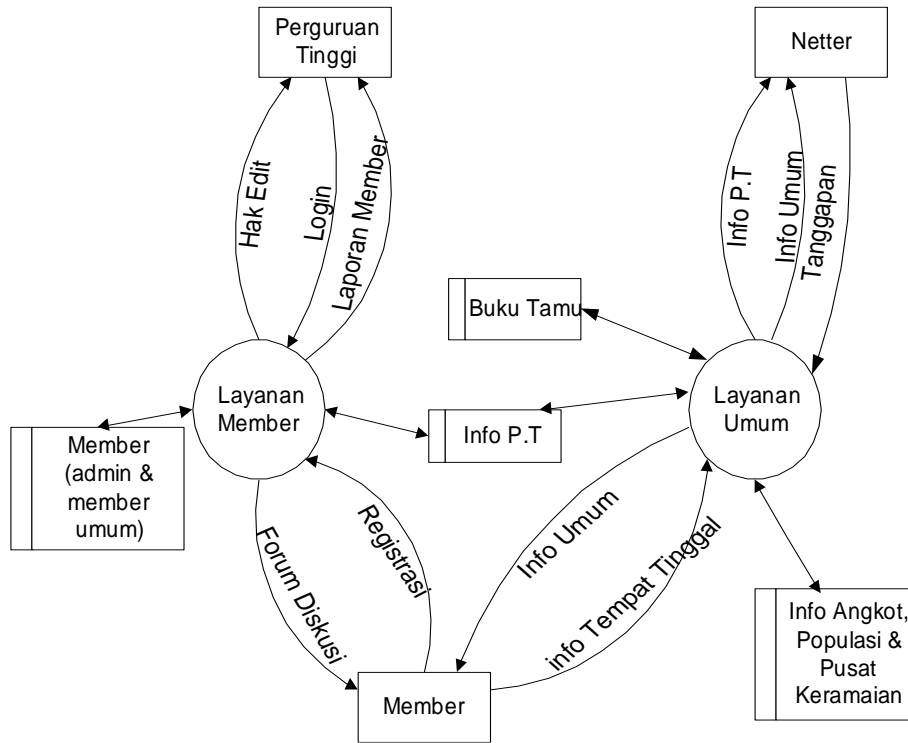 Perguruan
Tinggi
Netter
Hak Edit
Login
Laporan Member
Info P.T
Info Umum
Tanggapan
Buku Tamu
Layanan
Member
Layanan
Umum
Info P.T
Member
(admin &
member
umum)
Forum Diskusi
Registrasi
Info Umum
info Tempat Tinggal
Info Angkot,
Populasi &
Pusat
Keramaian
Member